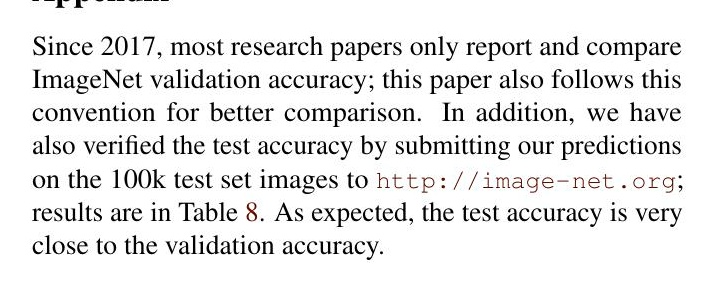 Since 2017, most research papers only report and compare
ImageNet validation accuracy; this paper also follows this
convention for better comparison. In addition, we have
also verified the test accuracy by submitting our predictions
on the 100k test set images to http://image-net.org;
results are in Table 8. As expected, the test accuracy is very
close to the validation accuracy.